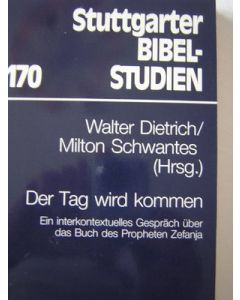 Stuttgarter
BIBEL-
STUDIEN
170
Walter Dietrich/
Milton Schwantes
(Hrsg.)
Der Tag wird kommen
Ein interkontextuelles Gespräch über
das Buch des Propheten Zefanja